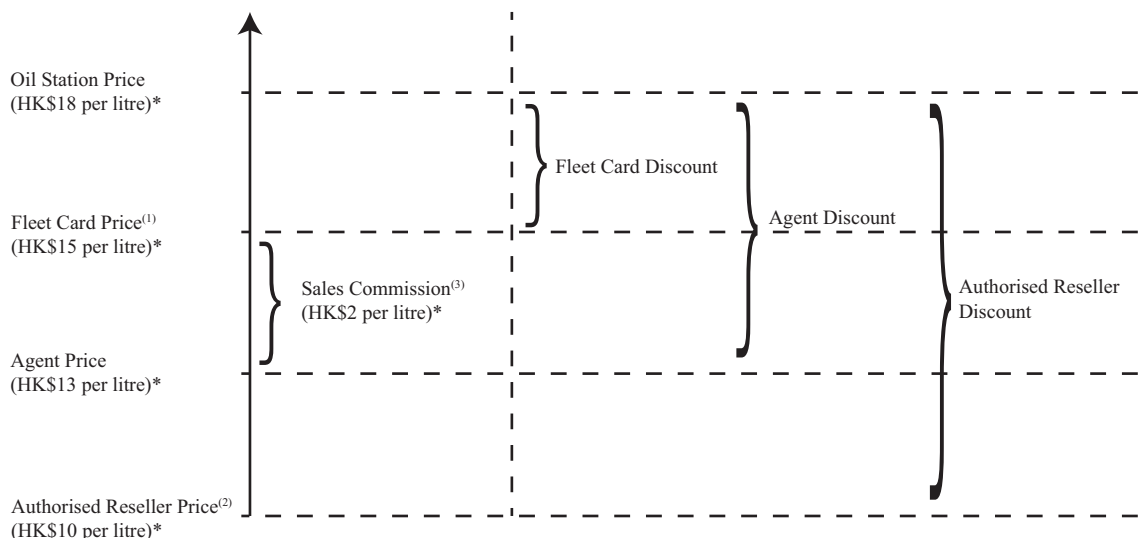 Oil Station Price
(HK$18 per litre)*
Fleet Card Discount
Agent Discount
Fleet Card Price(1)
(HK$15 per litre)*
Sales Commission(3)
(HK$2 per litre)*
Authorised Reseller
Discount
Agent Price
(HK$13 per litre)*
Authorised Reseller Price(2)
(HK$10 per litre)*